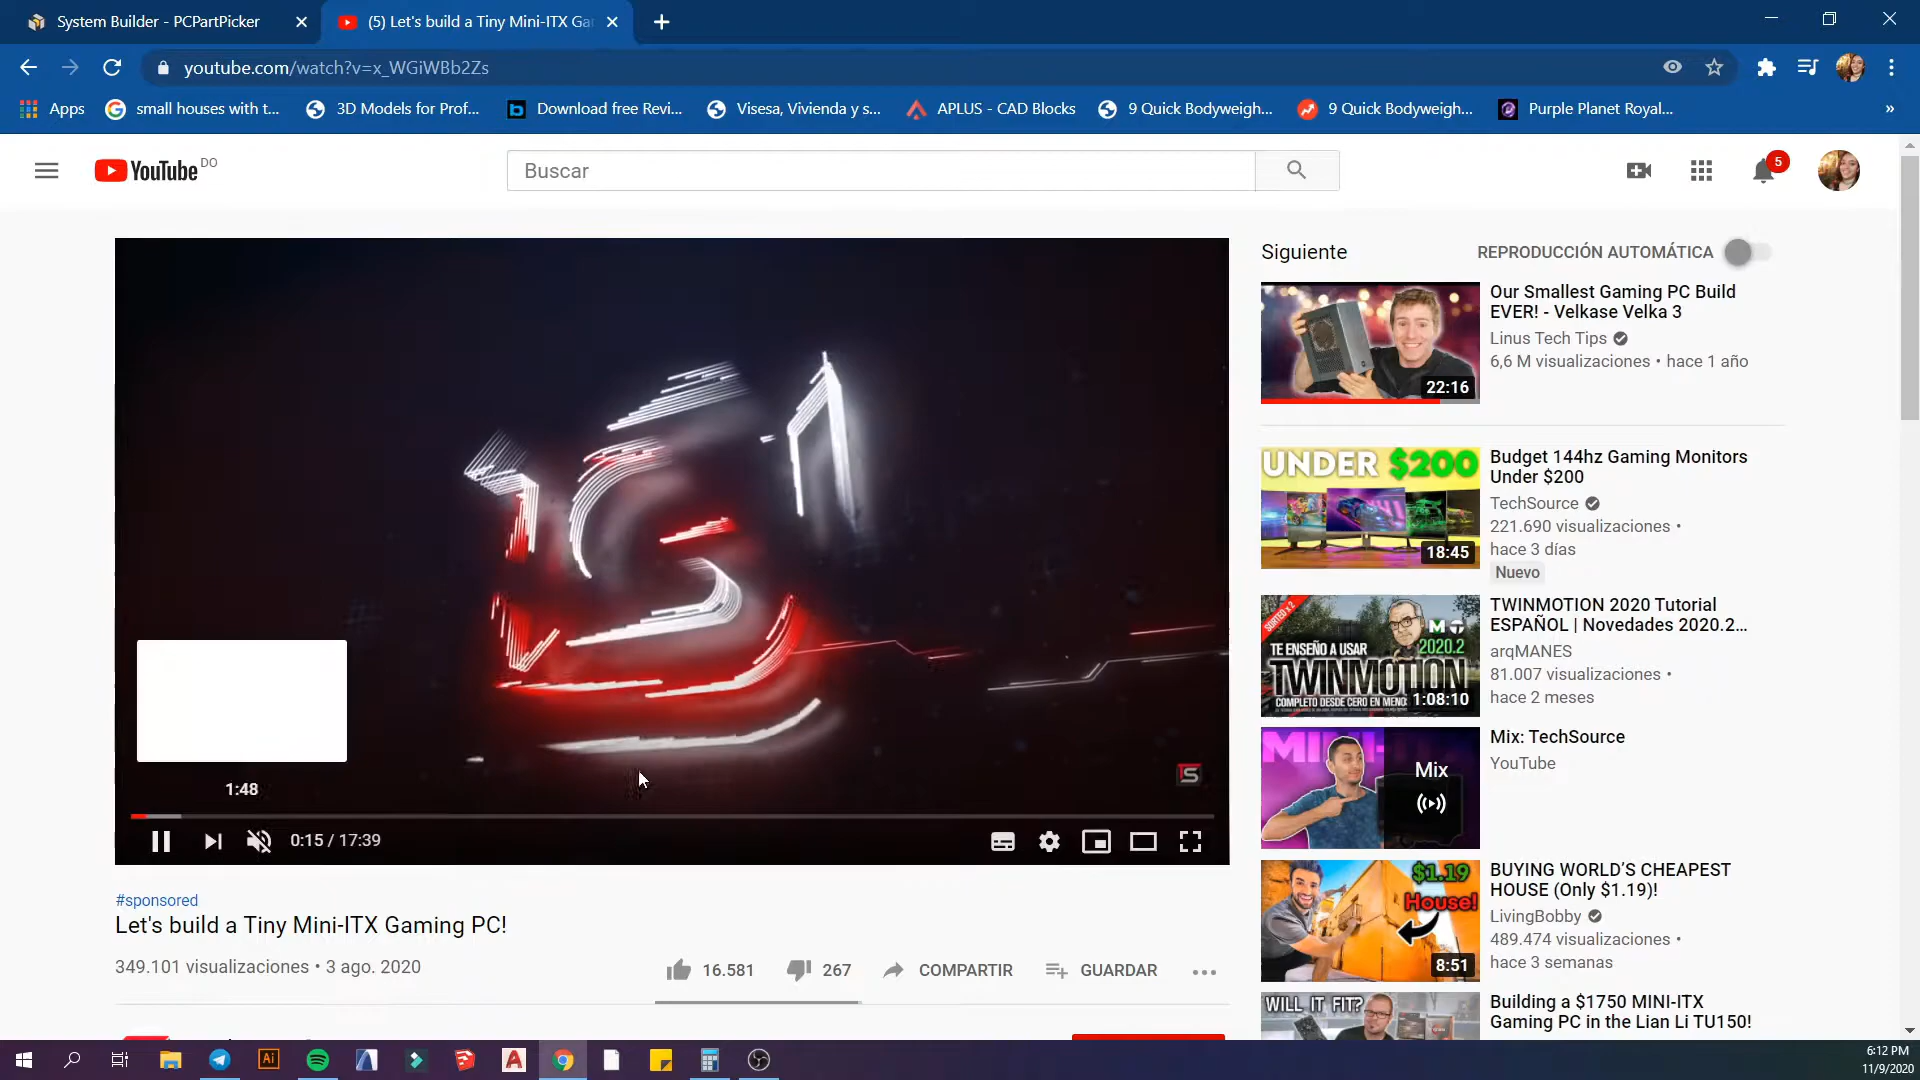 System Builder - PCPartPicker
(5) Let's build a Tiny Mini-ITX Ga
youtube.com/watch?v=x_WGiWBb2Zs
Apps
small houses with t...
3D Models for Prof...
Download free Revi...
Visesa, Vivienda y s...
APLUS - CAD Blocks
9 Quick Bodyweigh...
9 Quick Bodyweigh...
Purple Planet Royal...
»
YouTube DO
Buscar
5
1:48
0:15 / 17:39
#sponsored
Let's build a Tiny Mini-ITX Gaming PC!
349.101 visualizaciones • 3 ago. 2020
16.581
267
COMPARTIR
GUARDAR
Siguiente
REPRODUCCIÓN AUTOMÁTICA
22:16
Our Smallest Gaming PC Build
EVER! - Velkase Velka 3
Linus Tech Tips
6,6 M visualizaciones • hace 1 año
UNDER $200
18:45
Budget 144hz Gaming Monitors
Under $200
TechSource
221.690 visualizaciones •
hace 3 días
Nuevo
SORTEO x2
2020.2
TE ENSEÑO A USAR
TWINMOTION
COMPLETO DESDE CERO EN MENO
1:08:10
TWINMOTION 2020 Tutorial
ESPAÑOL | Novedades 2020.2...
arqMANES
81.007 visualizaciones •
hace 2 meses
MINI-
Mix
Mix: TechSource
YouTube
$1.19
House!
8:51
BUYING WORLD'S CHEAPEST
HOUSE (Only $1.19)!
LivingBobby
489.474 visualizaciones •
hace 3 semanas
WILL IT FIT?
Building a $1750 MINI-ITX
Gaming PC in the Lian Li TU150!
Ai
6:12 PM
11/9/2020